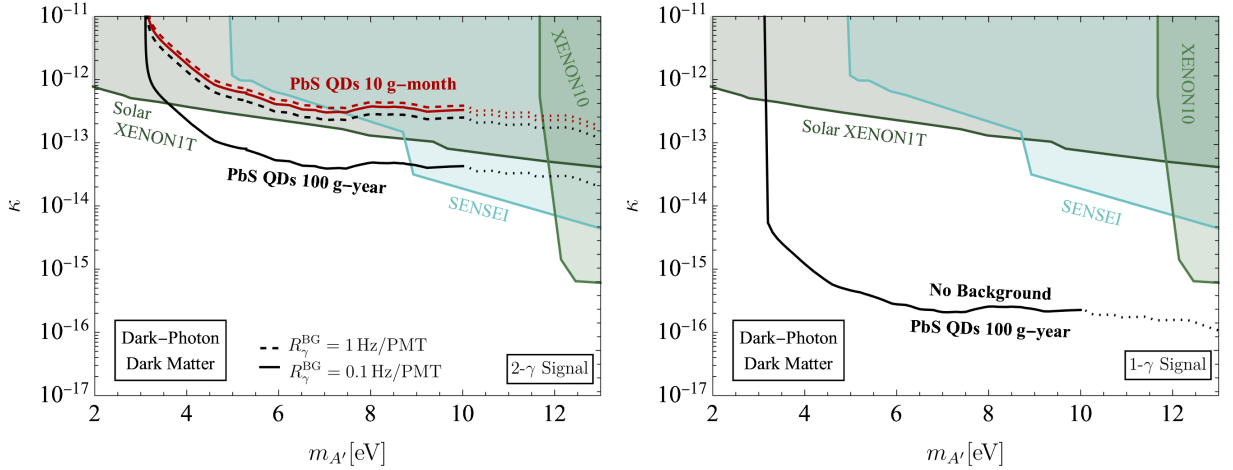 10⁻¹¹
10⁻¹²
10⁻¹³
10⁻¹⁴
10⁻¹⁵
10⁻¹⁶
10⁻¹⁷
κ
PbS QDs 10 g−month
Solar
XENON1T
XENON10
PbS QDs 100 g−year
SENSEI
Dark−Photon
Dark Matter
R_γ^BG = 1 Hz/PMT
R_γ^BG = 0.1 Hz/PMT
2-γ Signal
2 4 6 8 10 12
m_A′[eV]
10⁻¹¹
10⁻¹²
10⁻¹³
10⁻¹⁴
10⁻¹⁵
10⁻¹⁶
10⁻¹⁷
κ
XENON10
Solar XENON1T
SENSEI
No Background
PbS QDs 100 g−year
Dark−Photon
Dark Matter
1-γ Signal
2 4 6 8 10 12
m_A′[eV]